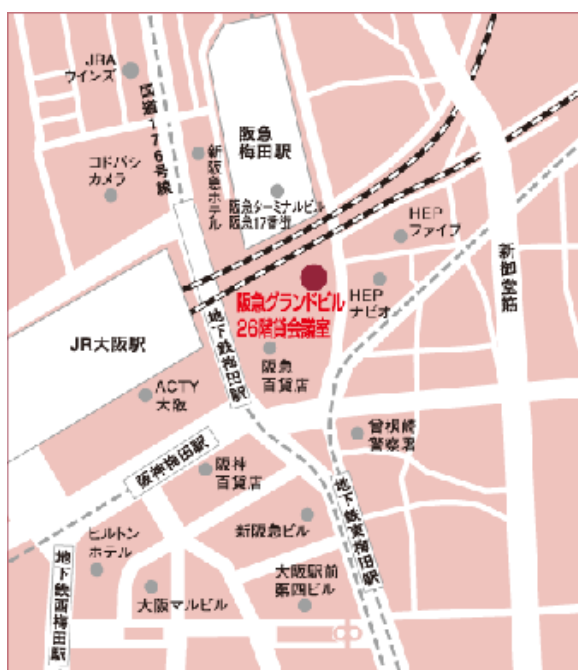 JRA
ウインズ
国道176号線
阪急
梅田駅
新阪急ホテル
ヨドバシ
カメラ
阪急ターミナルビル
阪急17番街
HEP
ファイブ
新御堂筋
阪急グランドビル
26階貸会議室
HEP
ナビオ
JR大阪駅
地下鉄梅田駅
阪急
百貨店
ACTY
大阪
曾根崎
警察署
阪神梅田駅
阪神
百貨店
地下鉄東梅田駅
新阪急ビル
ヒルトン
ホテル
地下鉄西梅田駅
大阪マルビル
大阪駅前
第四ビル